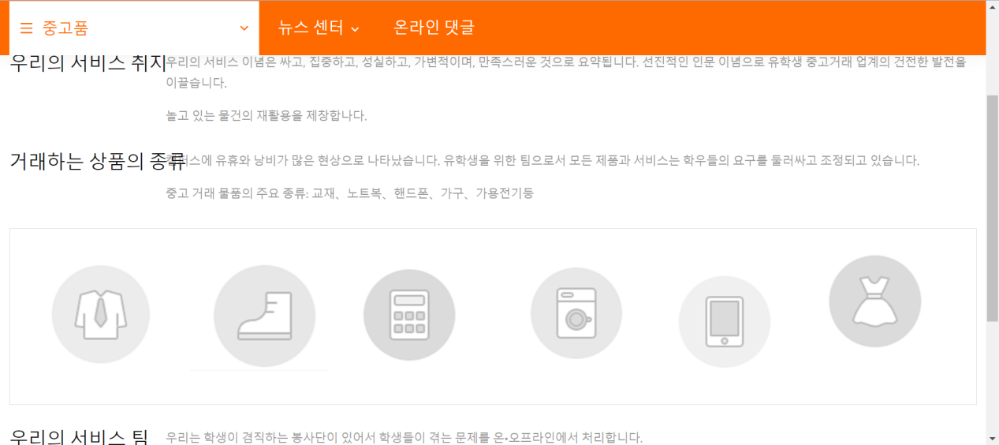 중고품
뉴스 센터
온라인 댓글
우리의 서비스 취지
우리의 서비스 이념은 싸고, 집중하고, 성실하고, 가변적이며, 만족스러운 것으로 요약됩니다. 선진적인 인문 이념으로 유학생 중고거래 업계의 건전한 발전을
이끌습니다.
놀고 있는 물건의 재활용을 제창합니다.
거래하는 상품의 종류
유휴와 낭비가 많은 현상으로 나타났습니다. 유학생을 위한 팀으로서 모든 제품과 서비스는 학우들의 요구를 둘러싸고 조정되고 있습니다.
중고 거래 물품의 주요 종류: 교재、노트복、핸드폰、가구、가용전기등
우리의 서비스 팀
우리는 학생이 겸직하는 봉사단이 있어서 학생들이 겪는 문제를 온•오프라인에서 처리합니다.